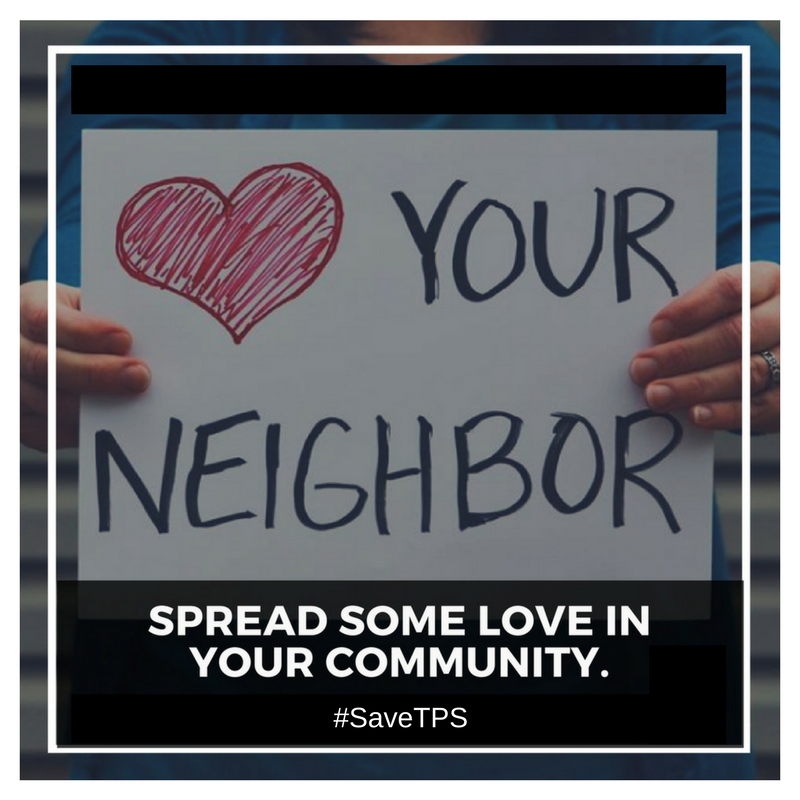 YOUR
NEIGHBOR
SPREAD SOME LOVE IN
YOUR COMMUNITY.
#SaveTPS